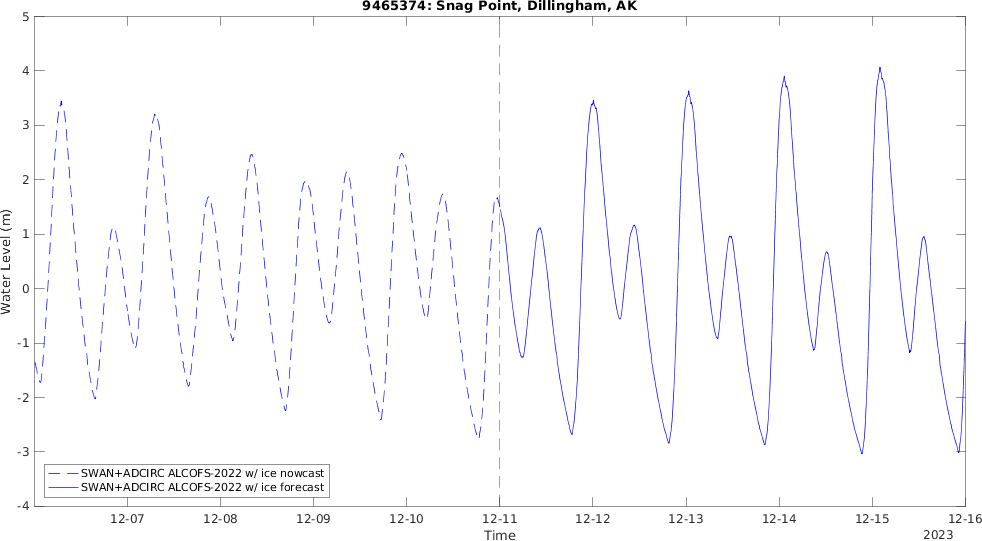 9465374: Snag Point, Dillingham, AK
5
4
3
2
1
0
-1
-2
-3
-4
Water Level (m)
SWAN+ADCIRC ALCOFS-2022 w/ ice nowcast
SWAN+ADCIRC ALCOFS-2022 w/ ice forecast
12-07 12-08 12-09 12-10 12-11 12-12 12-13 12-14 12-15 12-16
Time
2023